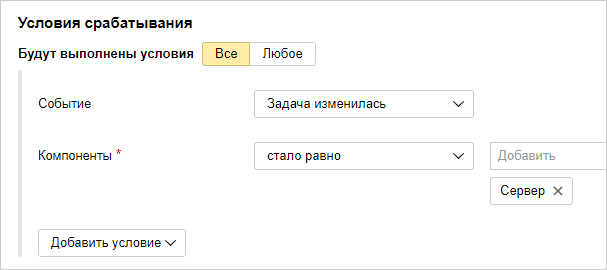 Условия срабатывания
Будут выполнены условия Все Любое
Событие Задача изменилась
Компоненты * стало равно Добавить
Сервер ×
Добавить условие